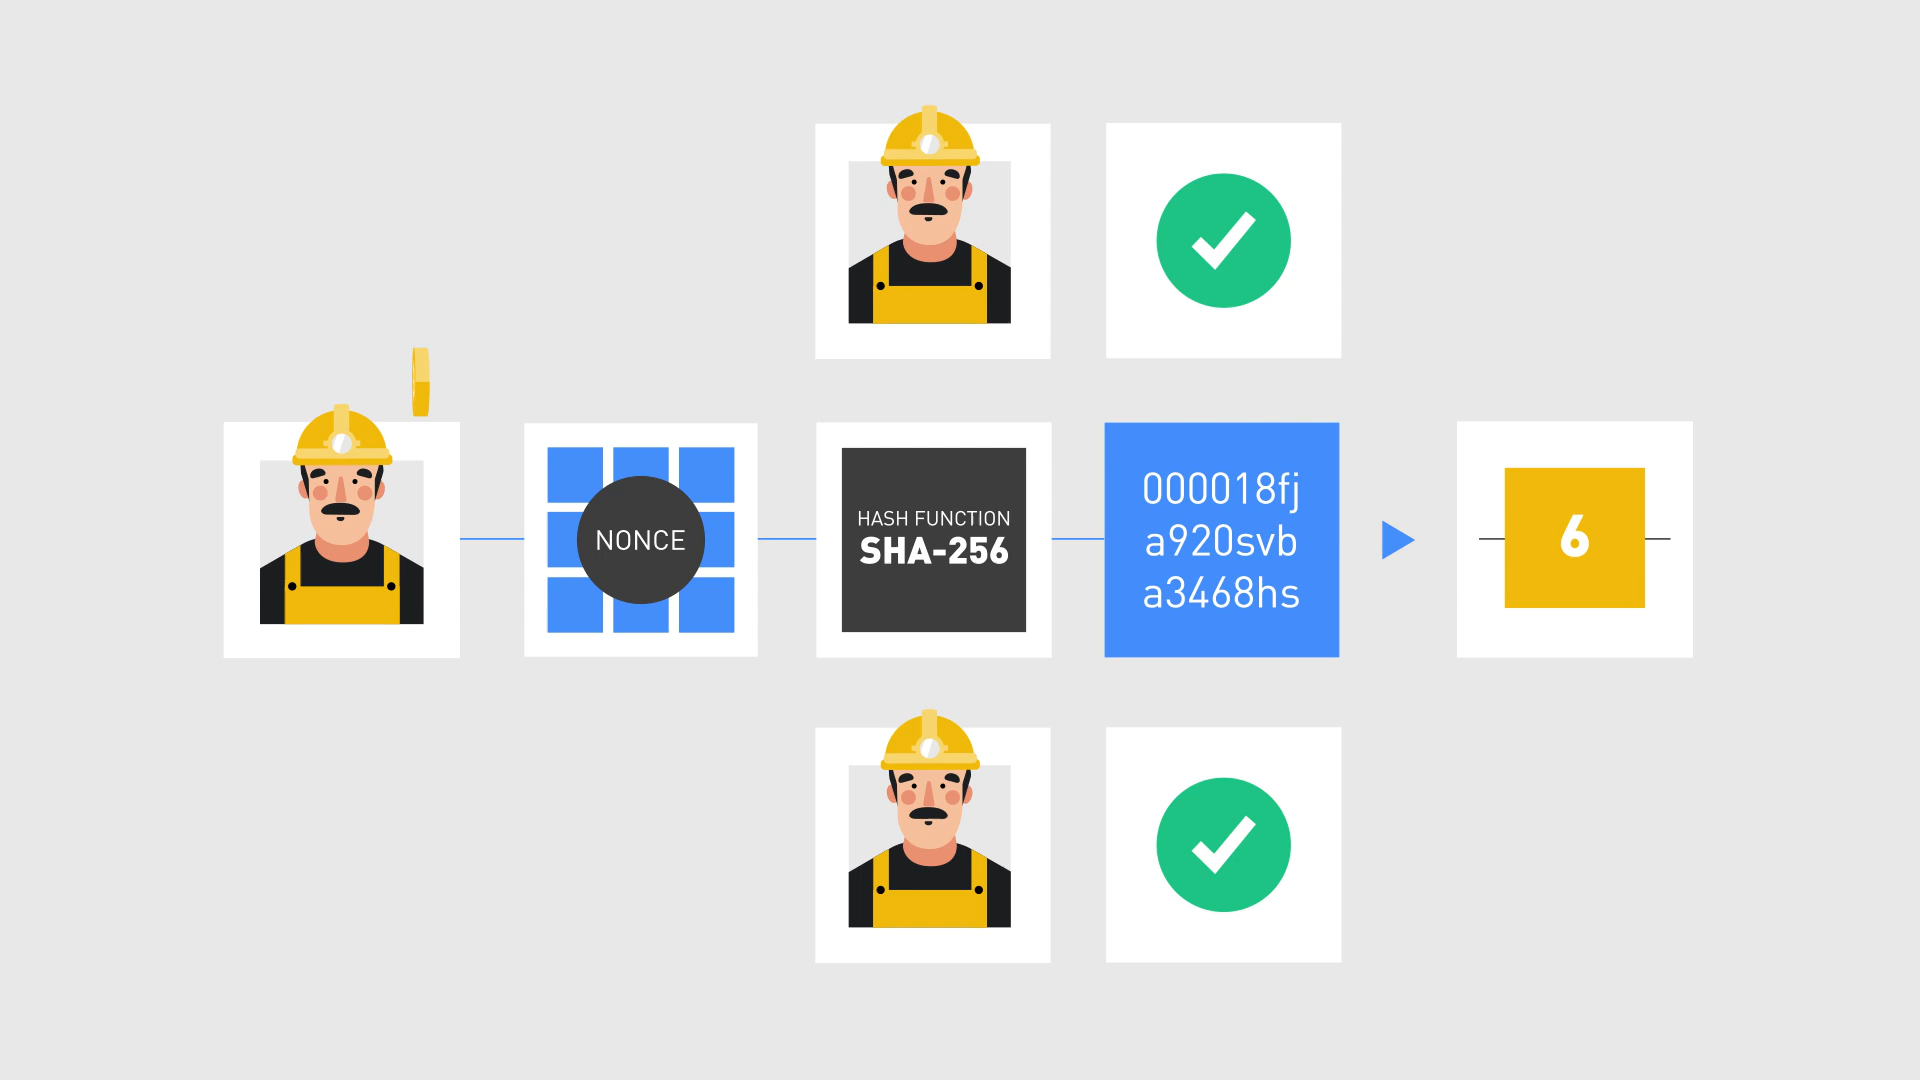 NONCE
HASH FUNCTION
SHA-256
000018fj
a920svb
a3468hs
6